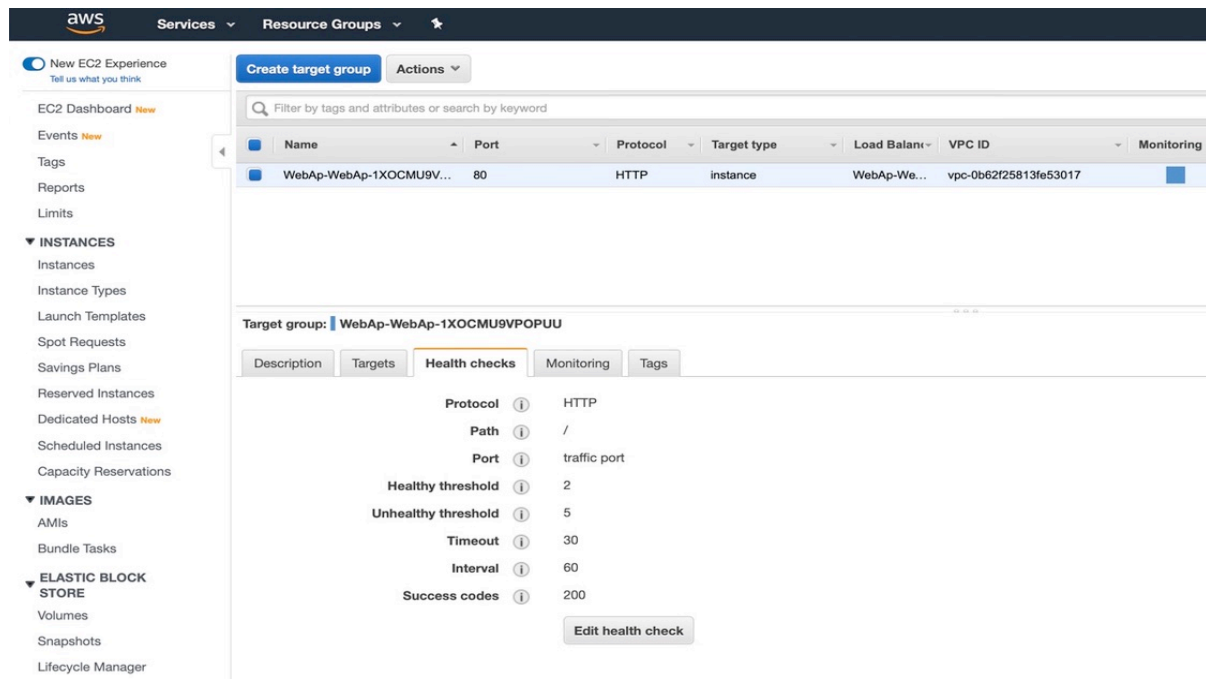 aws Services Resource Groups
New EC2 Experience
Tell us what you think
EC2 Dashboard New
Events New
Tags
Reports
Limits
INSTANCES
Instances
Instance Types
Launch Templates
Spot Requests
Savings Plans
Reserved Instances
Dedicated Hosts New
Scheduled Instances
Capacity Reservations
IMAGES
AMIs
Bundle Tasks
ELASTIC BLOCK
STORE
Volumes
Snapshots
Lifecycle Manager
Create target group Actions
Filter by tags and attributes or search by keyword
Name Port Protocol Target type Load Balanc VPC ID Monitoring
WebAp-WebAp-1XOCMU9V... 80 HTTP instance WebAp-We... vpc-0b62f25813fe53017
Target group: WebAp-WebAp-1XOCMU9VPOPUU
Description Targets Health checks Monitoring Tags
Protocol i HTTP
Path i /
Port i traffic port
Healthy threshold i 2
Unhealthy threshold i 5
Timeout i 30
Interval i 60
Success codes i 200
Edit health check